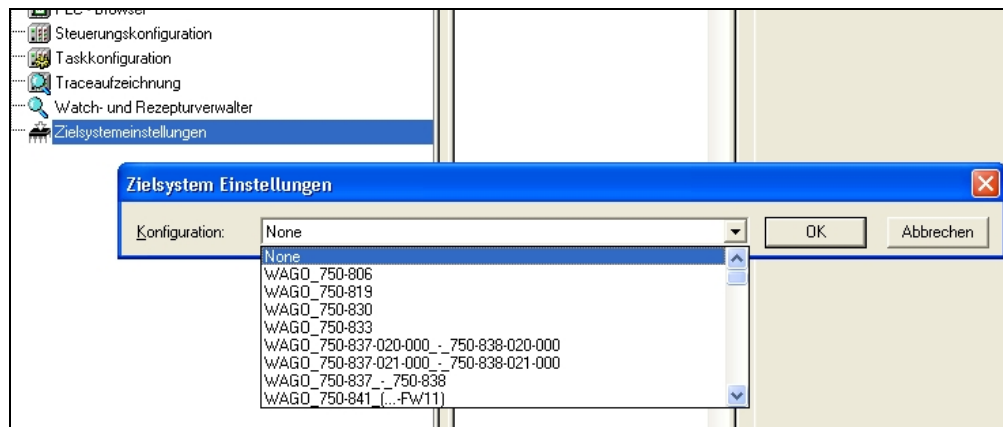 PLC - Browser
Steuerungskonfiguration
Taskkonfiguration
Traceaufzeichnung
Watch- und Rezepturverwalter
Zielsystemeinstellungen
Zielsystem Einstellungen
Konfiguration: None OK Abbrechen
None
WAGO_750-806
WAGO_750-819
WAGO_750-830
WAGO_750-833
WAGO_750-837-020-000_-_750-838-020-000
WAGO_750-837-021-000_-_750-838-021-000
WAGO_750-837_-_750-838
WAGO_750-841_(...-FW11)